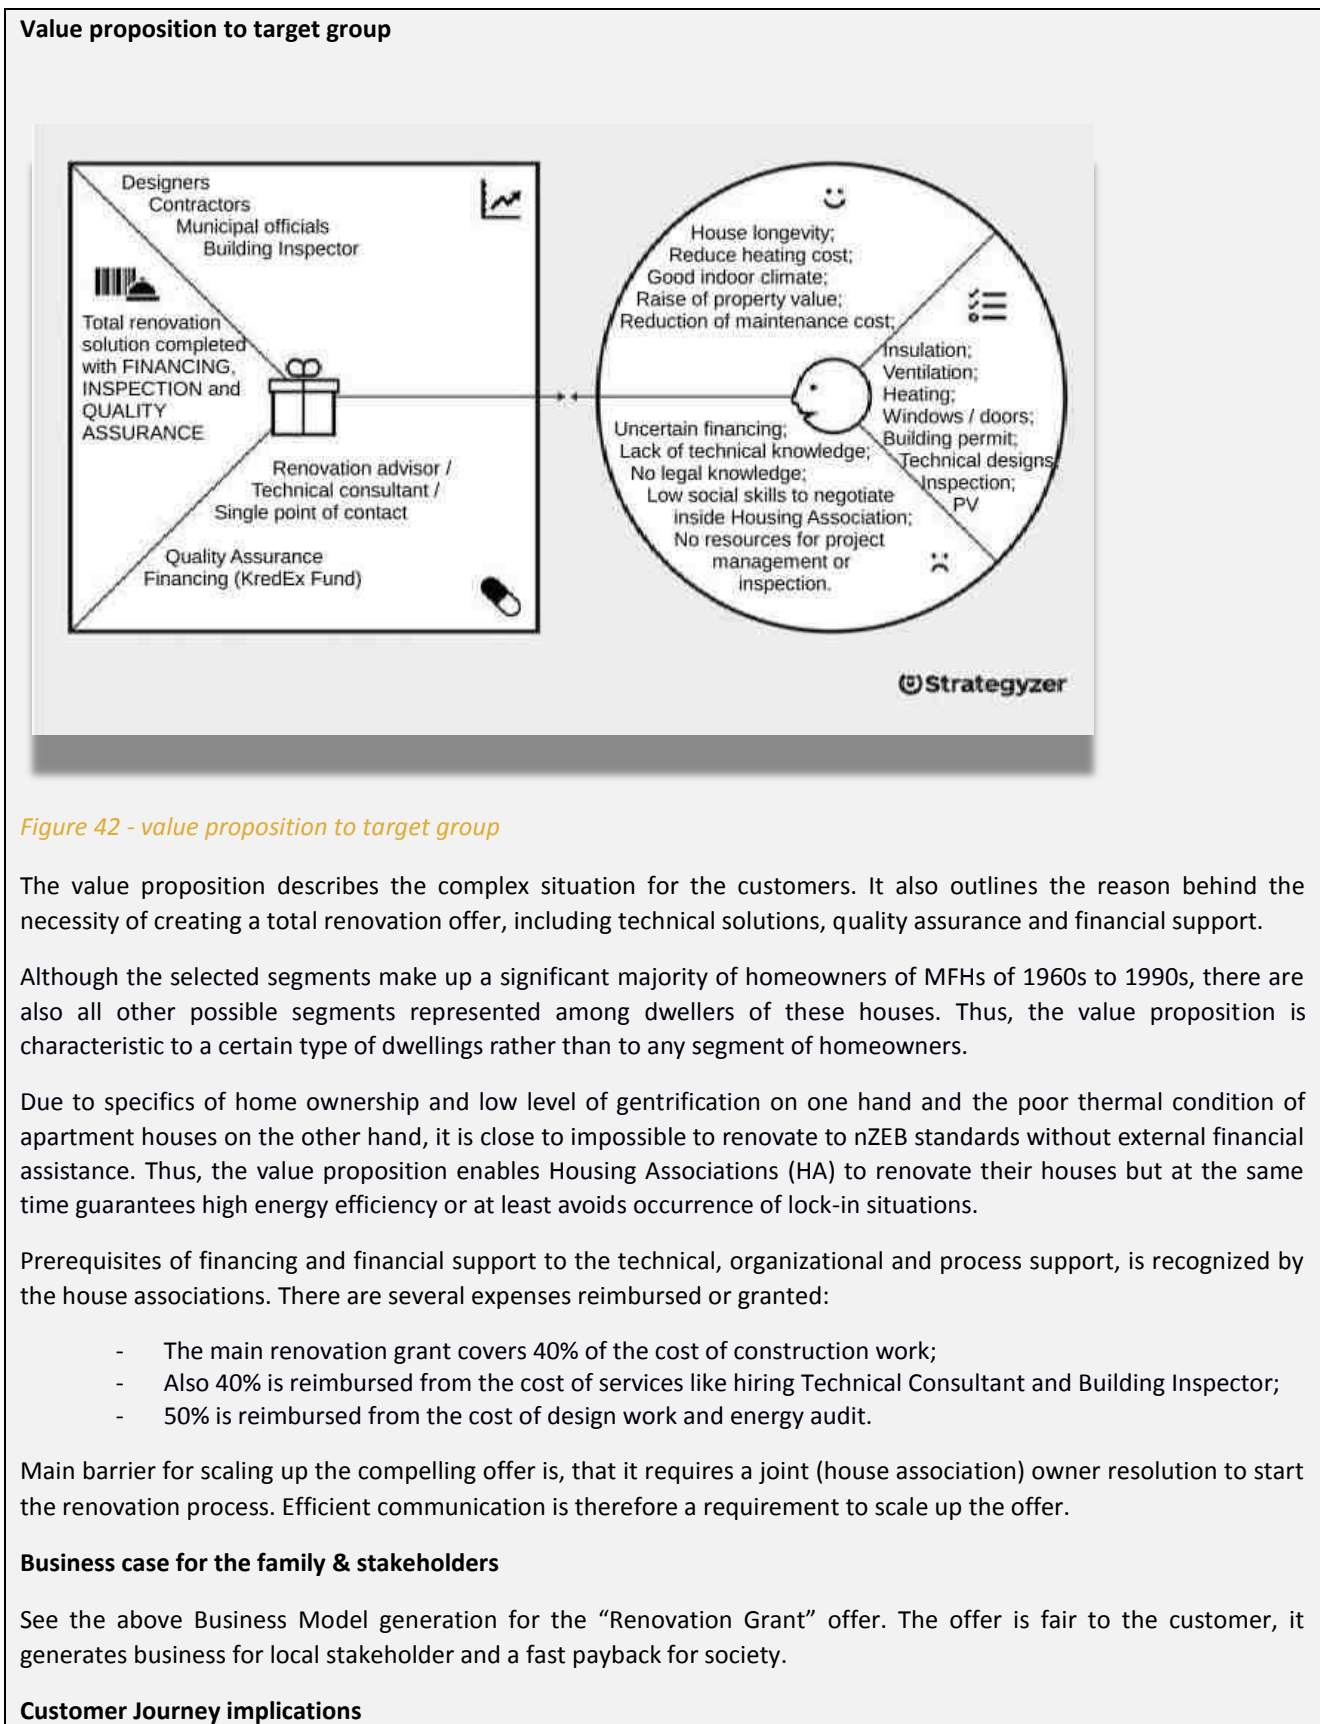 Value proposition to target group
Designers
Contractors
Municipal officials
Building Inspector
Total renovation
solution completed
with FINANCING,
INSPECTION and
QUALITY
ASSURANCE
Renovation advisor /
Technical consultant /
Single point of contact
Quality Assurance
Financing (KredEx Fund)
House longevity;
Reduce heating cost;
Good indoor climate;
Raise of property value;
Reduction of maintenance cost;
Insulation;
Ventilation;
Heating;
Windows / doors;
Building permit;
Technical designs;
Inspection;
PV
Uncertain financing;
Lack of technical knowledge;
No legal knowledge;
Low social skills to negotiate
inside Housing Association;
No resources for project
management or
inspection.
Strategyzer
Figure 42 - value proposition to target group
The value proposition describes the complex situation for the customers. It also outlines the reason behind the
necessity of creating a total renovation offer, including technical solutions, quality assurance and financial support.
Although the selected segments make up a significant majority of homeowners of MFHs of 1960s to 1990s, there are
also all other possible segments represented among dwellers of these houses. Thus, the value proposition is
characteristic to a certain type of dwellings rather than to any segment of homeowners.
Due to specifics of home ownership and low level of gentrification on one hand and the poor thermal condition of
apartment houses on the other hand, it is close to impossible to renovate to nZEB standards without external financial
assistance. Thus, the value proposition enables Housing Associations (HA) to renovate their houses but at the same
time guarantees high energy efficiency or at least avoids occurrence of lock-in situations.
Prerequisites of financing and financial support to the technical, organizational and process support, is recognized by
the house associations. There are several expenses reimbursed or granted:
- The main renovation grant covers 40% of the cost of construction work;
- Also 40% is reimbursed from the cost of services like hiring Technical Consultant and Building Inspector;
- 50% is reimbursed from the cost of design work and energy audit.
Main barrier for scaling up the compelling offer is, that it requires a joint (house association) owner resolution to start
the renovation process. Efficient communication is therefore a requirement to scale up the offer.
Business case for the family & stakeholders
See the above Business Model generation for the “Renovation Grant” offer. The offer is fair to the customer, it
generates business for local stakeholder and a fast payback for society.
Customer Journey implications